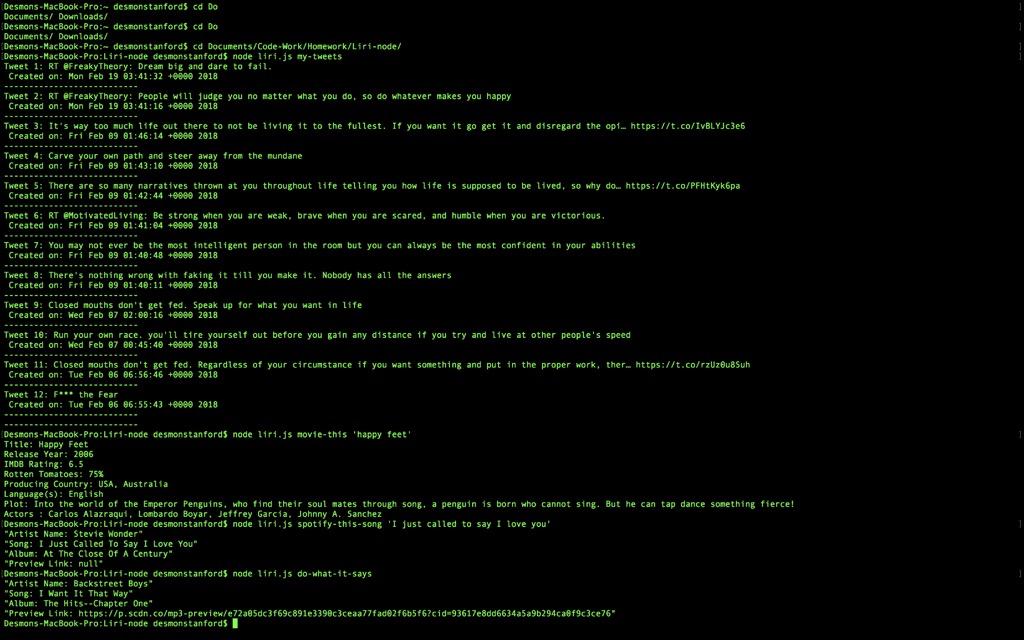 Desmons-MacBook-Pro:~ desmonstanford$ cd Do
Documents/ Downloads/
Desmons-MacBook-Pro:~ desmonstanford$ cd Do
Documents/ Downloads/
Desmons-MacBook-Pro:~ desmonstanford$ cd Documents/Code-Work/Homework/Liri-node/
Desmons-MacBook-Pro:Liri-node desmonstanford$ node liri.js my-tweets
Tweet 1: RT @FreakyTheory: Dream big and dare to fail.
Created on: Mon Feb 19 03:41:32 +0000 2018
---------------------------
Tweet 2: RT @FreakyTheory: People will judge you no matter what you do, so do whatever makes you happy
Created on: Mon Feb 19 03:41:16 +0000 2018
---------------------------
Tweet 3: It's way too much life out there to not be living it to the fullest. If you want it go get it and disregard the opi… https://t.co/IvBLYJc3e6
Created on: Fri Feb 09 01:46:14 +0000 2018
---------------------------
Tweet 4: Carve your own path and steer away from the mundane
Created on: Fri Feb 09 01:43:10 +0000 2018
---------------------------
Tweet 5: There are so many narratives thrown at you throughout life telling you how life is supposed to be lived, so why do… https://t.co/PFHtKyk6pa
Created on: Fri Feb 09 01:42:44 +0000 2018
---------------------------
Tweet 6: RT @MotivatedLiving: Be strong when you are weak, brave when you are scared, and humble when you are victorious.
Created on: Fri Feb 09 01:41:04 +0000 2018
---------------------------
Tweet 7: You may not ever be the most intelligent person in the room but you can always be the most confident in your abilities
Created on: Fri Feb 09 01:40:48 +0000 2018
---------------------------
Tweet 8: There's nothing wrong with faking it till you make it. Nobody has all the answers
Created on: Fri Feb 09 01:40:11 +0000 2018
---------------------------
Tweet 9: Closed mouths don't get fed. Speak up for what you want in life
Created on: Wed Feb 07 02:00:16 +0000 2018
---------------------------
Tweet 10: Run your own race. you'll tire yourself out before you gain any distance if you try and live at other people's speed
Created on: Wed Feb 07 00:45:40 +0000 2018
---------------------------
Tweet 11: Closed mouths don't get fed. Regardless of your circumstance if you want something and put in the proper work, ther… https://t.co/rzUz0u8Suh
Created on: Tue Feb 06 06:56:46 +0000 2018
---------------------------
Tweet 12: F*** the Fear
Created on: Tue Feb 06 06:55:43 +0000 2018
---------------------------
---------------------------
Desmons-MacBook-Pro:Liri-node desmonstanford$ node liri.js movie-this 'happy feet'
Title: Happy Feet
Release Year: 2006
IMDB Rating: 6.5
Rotten Tomatoes: 75%
Producing Country: USA, Australia
Language(s): English
Plot: Into the world of the Emperor Penguins, who find their soul mates through song, a penguin is born who cannot sing. But he can tap dance something fierce!
Actors : Carlos Alazraqui, Lombardo Boyar, Jeffrey Garcia, Johnny A. Sanchez
Desmons-MacBook-Pro:Liri-node desmonstanford$ node liri.js spotify-this-song 'I just called to say I love you'
"Artist Name: Stevie Wonder"
"Song: I Just Called To Say I Love You"
"Album: At The Close Of A Century"
"Preview Link: null"
Desmons-MacBook-Pro:Liri-node desmonstanford$ node liri.js do-what-it-says
"Artist Name: Backstreet Boys"
"Song: I Want It That Way"
"Album: The Hits--Chapter One"
"Preview Link: https://p.scdn.co/mp3-preview/e72a05dc3f69c891e3390c3ceaa77fad02f6b5f6?cid=93617e8dd6634a5a9b294ca0f9c3ce76"
Desmons-MacBook-Pro:Liri-node desmonstanford$